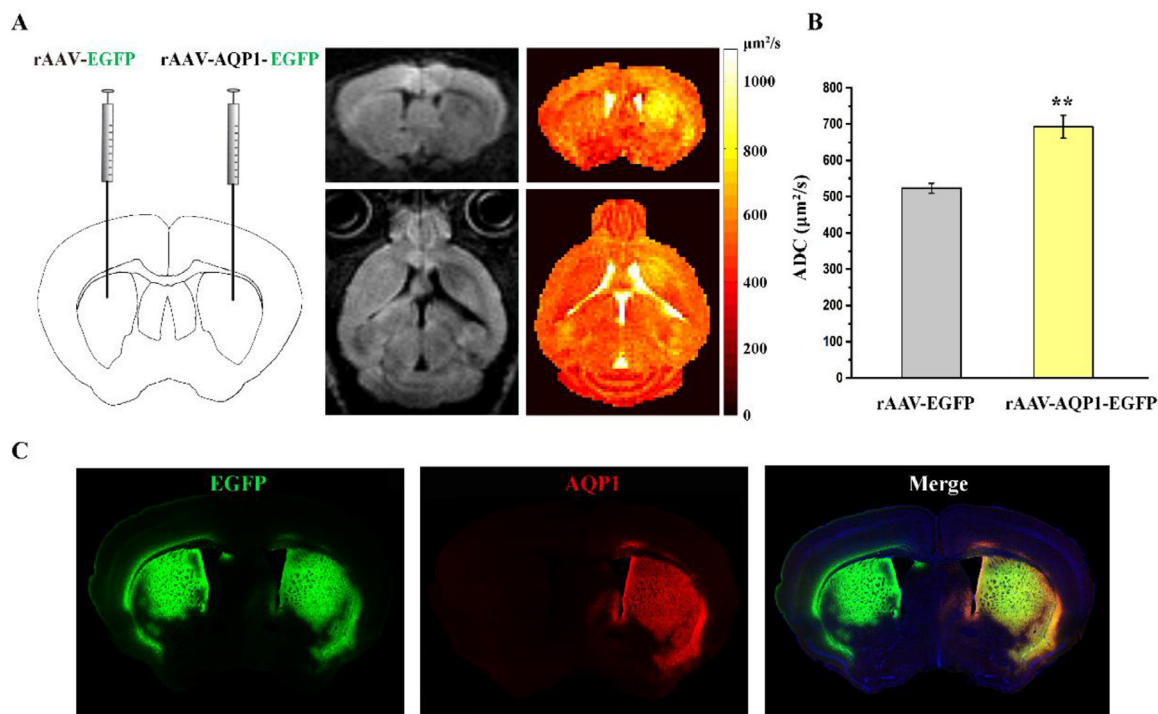 A
rAAV-EGFP rAAV-AQP1-EGFP
µm²/s
1000
800
600
400
200
0
B
ADC (µm²/s)
800
700
600
500
400
300
200
100
0
**
rAAV-EGFP rAAV-AQP1-EGFP
C
EGFP
AQP1
Merge